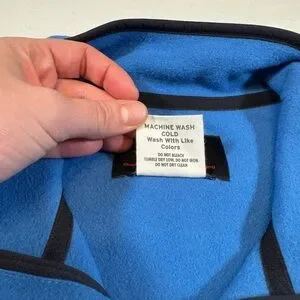 MACHINE WASH
COLD
Wash With Like
Colors
DO NOT BLEACH
TUMBLE DRY LOW, DO NOT IRON.
DO NOT DRY CLEAN